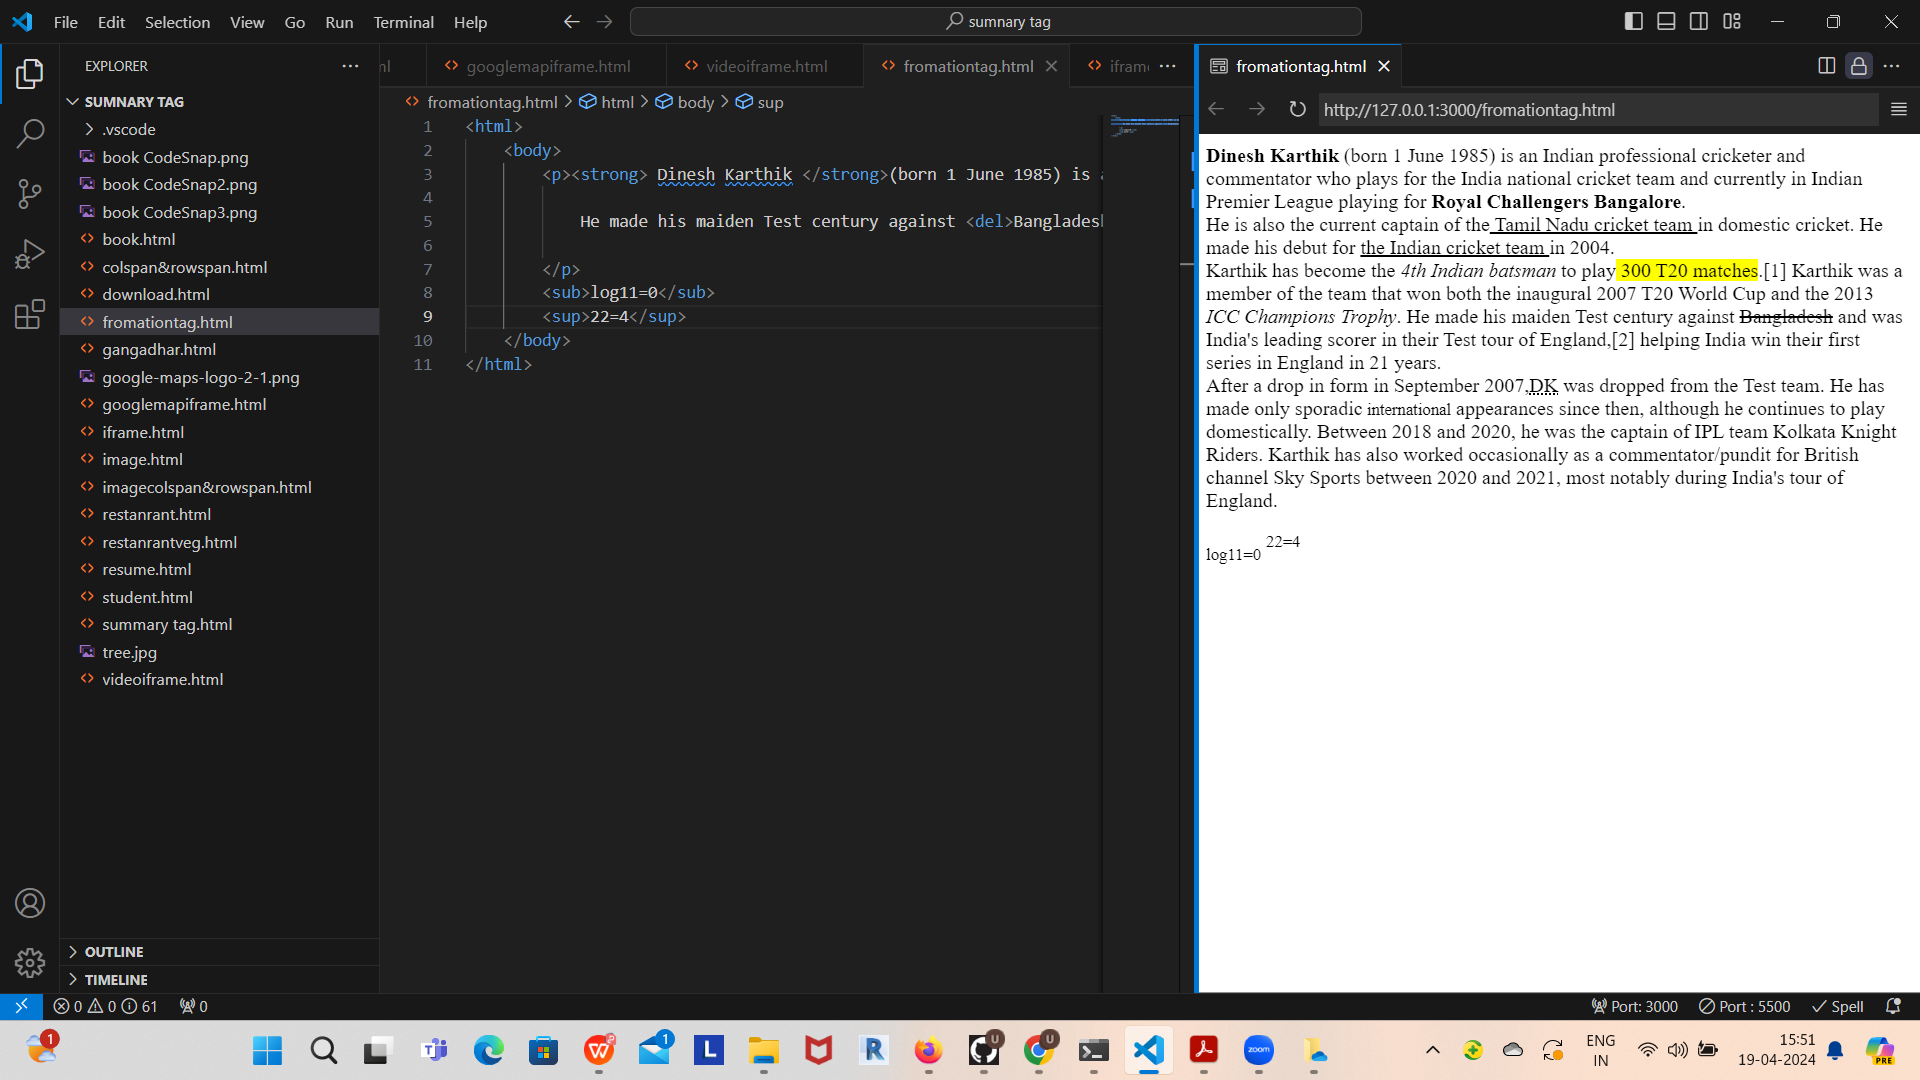 File Edit Selection View Go Run Terminal Help
sumnary tag
EXPLORER
SUMNARY TAG
.vscode
book CodeSnap.png
book CodeSnap2.png
book CodeSnap3.png
book.html
colspan&rowspan.html
download.html
fromationtag.html
gangadhar.html
google-maps-logo-2-1.png
googlemapiframe.html
iframe.html
image.html
imagecolspan&rowspan.html
restanrant.html
restanrantveg.html
resume.html
student.html
summary tag.html
tree.jpg
videoiframe.html
OUTLINE
TIMELINE
nl googlemapiframe.html videoiframe.html fromationtag.html ifram
fromationtag.html > html > body > sup
1 <html>
2 <body>
3 <p><strong> Dinesh Karthik </strong>(born 1 June 1985) is a
4
5 He made his maiden Test century against <del>Bangladesh
6
7 </p>
8 <sub>log11=0</sub>
9 <sup>22=4</sup>
10 </body>
11 </html>
fromationtag.html
http://127.0.0.1:3000/fromationtag.html
Dinesh Karthik (born 1 June 1985) is an Indian professional cricketer and
commentator who plays for the India national cricket team and currently in Indian
Premier League playing for Royal Challengers Bangalore.
He is also the current captain of the Tamil Nadu cricket team in domestic cricket. He
made his debut for the Indian cricket team in 2004.
Karthik has become the 4th Indian batsman to play 300 T20 matches.[1] Karthik was a
member of the team that won both the inaugural 2007 T20 World Cup and the 2013
ICC Champions Trophy. He made his maiden Test century against Bangladesh and was
India's leading scorer in their Test tour of England,[2] helping India win their first
series in England in 21 years.
After a drop in form in September 2007,DK was dropped from the Test team. He has
made only sporadic international appearances since then, although he continues to play
domestically. Between 2018 and 2020, he was the captain of IPL team Kolkata Knight
Riders. Karthik has also worked occasionally as a commentator/pundit for British
channel Sky Sports between 2020 and 2021, most notably during India's tour of
England.
log11=0 22=4
0 0 61 0
Port: 3000 Port : 5500 Spell
1
1
L
R
U
U
zoom
ENG
IN
15:51
19-04-2024
PRE